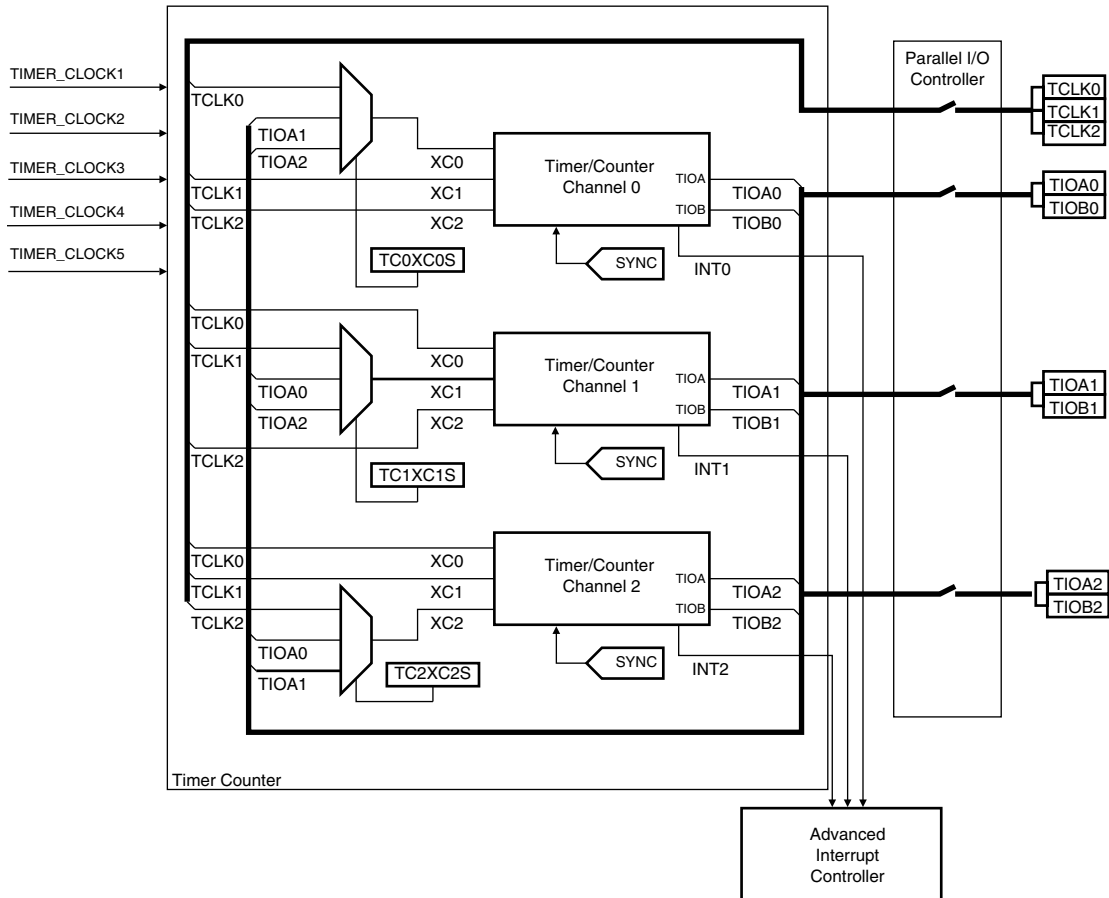 TIMER_CLOCK1
TIMER_CLOCK2
TIMER_CLOCK3
TIMER_CLOCK4
TIMER_CLOCK5
TCLK0
TIOA1
TIOA2
TCLK1
TCLK2
XC0
XC1
XC2
TC0XC0S
Timer/Counter
Channel 0
TIOA
TIOB
TIOA0
TIOB0
SYNC
INT0
TCLK0
TCLK1
TIOA0
TIOA2
TCLK2
XC0
XC1
XC2
TC1XC1S
Timer/Counter
Channel 1
TIOA
TIOB
TIOA1
TIOB1
SYNC
INT1
TCLK0
TCLK1
TCLK2
TIOA0
TIOA1
XC0
XC1
XC2
TC2XC2S
Timer/Counter
Channel 2
TIOA
TIOB
TIOA2
TIOB2
SYNC
INT2
Timer Counter
Parallel I/O
Controller
TCLK0
TCLK1
TCLK2
TIOA0
TIOB0
TIOA1
TIOB1
TIOA2
TIOB2
Advanced
Interrupt
Controller